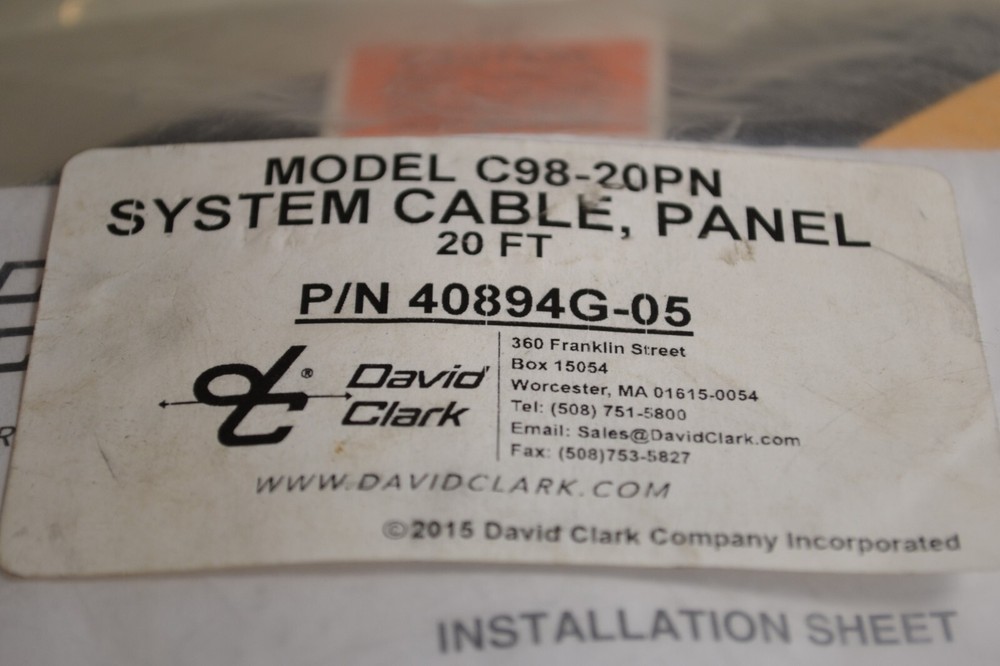 MODEL C98-20PN
SYSTEM CABLE, PANEL
20 FT
P/N 40894G-05
dc®
David
Clark
360 Franklin Street
Box 15054
Worcester, MA 01615-0054
Tel: (508) 751-5800
Email: Sales@DavidClark.com
Fax: (508)753-5827
WWW.DAVIDCLARK.COM
©2015 David Clark Company Incorporated
R
INSTALLATION SHEET